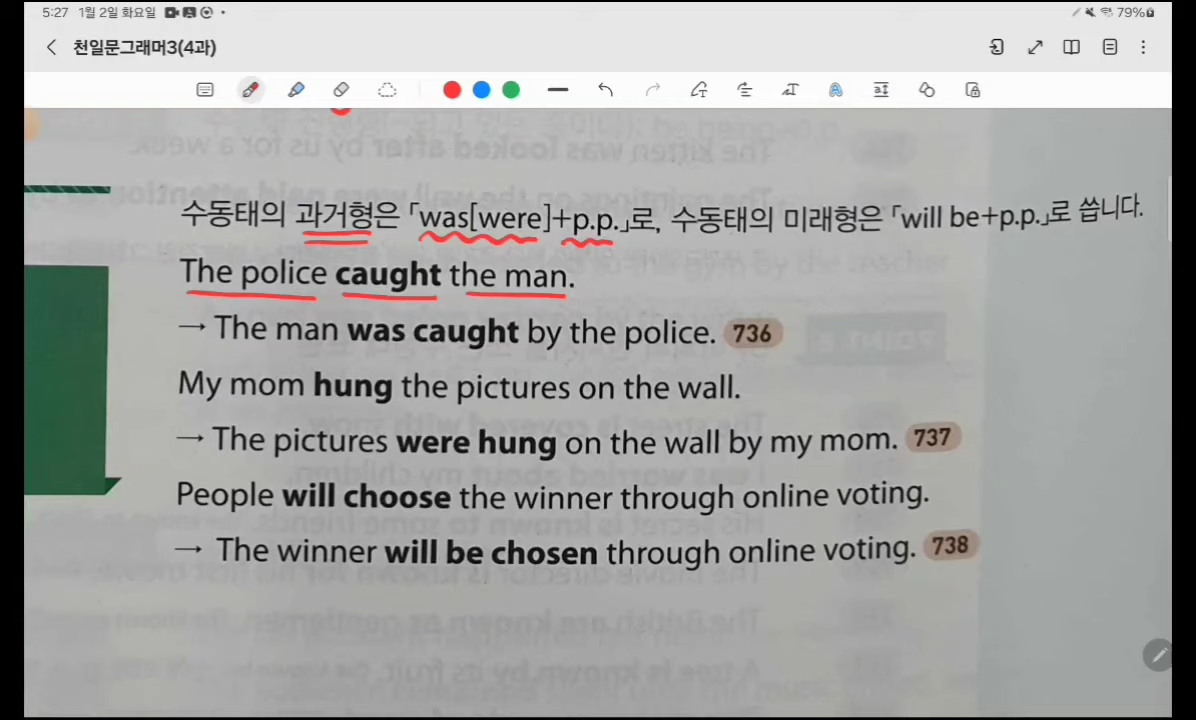 5:27 1월 2일 화요일
79%
천일문그래머3(4과)
수동태의 과거형은 「was[were]+p.p.」로, 수동태의 미래형은 「will be+p.p.」로 씁니다.
The police caught the man.
→ The man was caught by the police. 736
My mom hung the pictures on the wall.
→ The pictures were hung on the wall by my mom. 737
People will choose the winner through online voting.
→ The winner will be chosen through online voting. 738